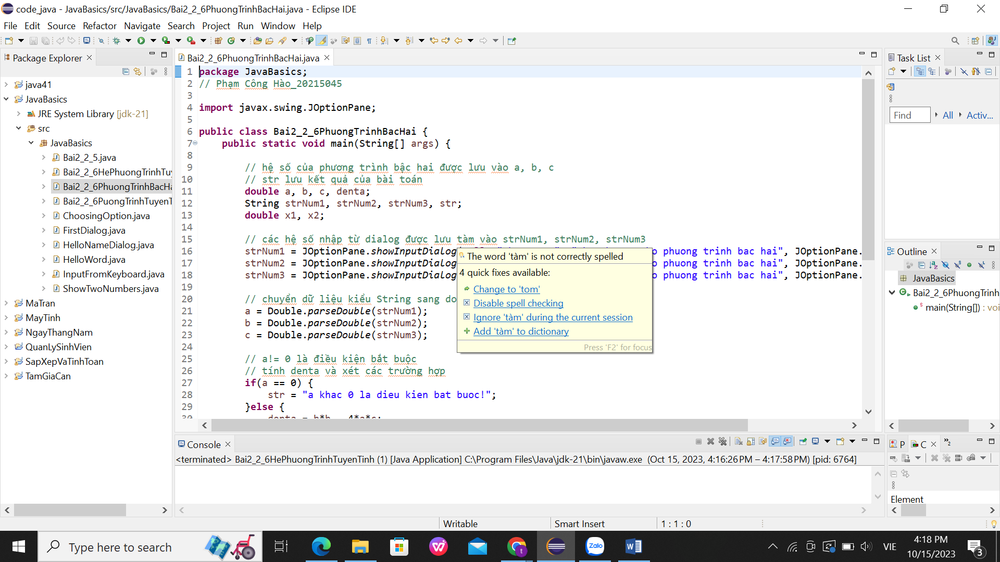 code_java - JavaBasics/src/JavaBasics/Bai2_2_6PhuongTrinhBacHai.java - Eclipse IDE
File Edit Source Refactor Navigate Search Project Run Window Help
Package Explorer
java41
JavaBasics
JRE System Library [jdk-21]
src
JavaBasics
Bai2_2_5.java
Bai2_2_6HePhuongTrinhTu
Bai2_2_6PhuongTrinhBacHa
Bai2_2_6PuongTrinhTuyenT
ChoosingOption.java
FirstDialog.java
HelloNameDialog.java
HelloWord.java
InputFromKeyboard.java
ShowTwoNumbers.java
MaTran
MayTinh
NgayThangNam
QuanLySinhVien
SapXepVaTinhToan
TamGiaCan
Bai2_2_6PhuongTrinhBacHai.java
1 package JavaBasics;
2 // Phạm Công Hào_20215045
3
4 import javax.swing.JOptionPane;
5
6 public class Bai2_2_6PhuongTrinhBacHai {
7 public static void main(String[] args) {
8
9 // hệ số của phương trình bậc hai được lưu vào a, b, c
10 // str lưu kết quả của bài toán
11 double a, b, c, denta;
12 String strNum1, strNum2, strNum3, str;
13 double x1, x2;
14
15 // các hệ số nhập từ dialog được lưu tàm vào strNum1, strNum2, strNum3
16 strNum1 = JOptionPane.showInputDialog o phuong trinh bac hai", JOptionPane.
17 strNum2 = JOptionPane.showInputDialog o phuong trinh bac hai", JOptionPane.
18 strNum3 = JOptionPane.showInputDialog o phuong trinh bac hai", JOptionPane.
19
20 // chuyển dữ liệu kiểu String sang do
21 a = Double.parseDouble(strNum1);
22 b = Double.parseDouble(strNum2);
23 c = Double.parseDouble(strNum3);
24
25 // a!= 0 là điều kiện bắt buộc
26 // tính denta và xét các trường hợp
27 if(a == 0) {
28 str = "a khac 0 la dieu kien bat buoc!";
29 }else {
30 denta = b*b - 4*a*c;
The word 'tàm' is not correctly spelled
4 quick fixes available:
Change to 'tom'
Disable spell checking
Ignore 'tàm' during the current session
Add 'tàm' to dictionary
Press 'F2' for focus
Task List
Find All Activ...
Outline
JavaBasics
Bai2_2_6PhuongTrinh
main(String[]) : voi
Console
<terminated> Bai2_2_6HePhuongTrinhTuyenTinh (1) [Java Application] C:\Program Files\Java\jdk-21\bin\javaw.exe (Oct 15, 2023, 4:16:26 PM – 4:17:58 PM) [pid: 6764]
P C 2
Element
Writable Smart Insert 1 : 1 : 0
Type here to search
Zalo
VIE
4:18 PM
10/15/2023
3